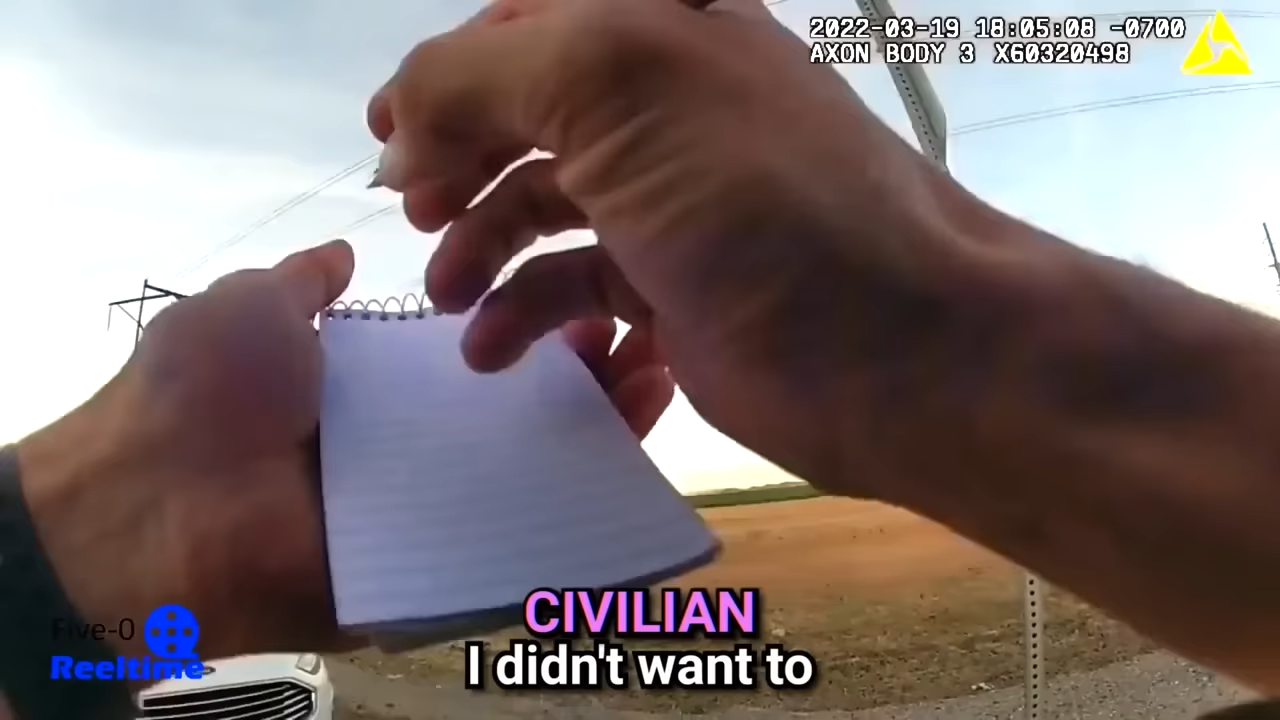 2022-03-19 18:05:08 -0700
AXON BODY 3 X60320498
Five-0
Reeltime
CIVILIAN
I didn't want to